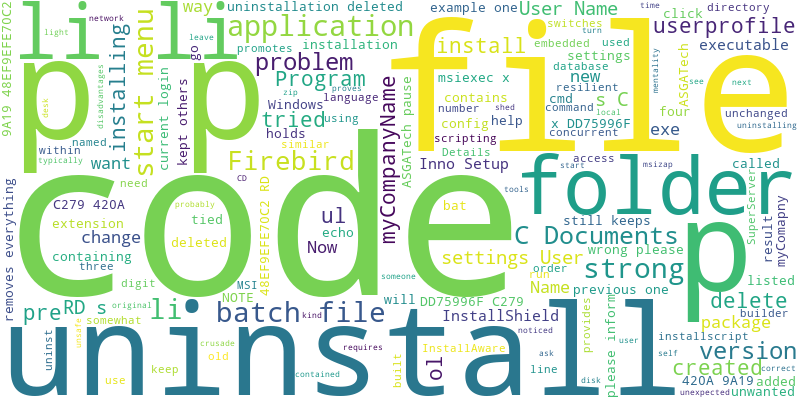 li li
p p
file
code
p
uninstall
folder
application
uninstallation deleted
way
example one
network
light
promotes
installation
leave
go
problem
Program
tried
Windows
language
proves
zip
using
holds
Firebird
similar
Inno Setup
Details
CD
start menu
installing
current login
kept others
want
within
named.
disadvantages
desk
typically
9A19 48EF9EFE70C2
User Name
click
directory
time
switches
userprofile
executable
mentality
embedded
used
settings
database
resilient
new
msiexec x
contains
install
number
shed
command
local
s C
cmd
x DD75996F
concurrent
exe
four
config
help
scripting
ASGATech
ASGATech pause
see
next
unchanged
uninstalling
access
msizap
called
start
tools
SuperServer
result
myComapny
myCompanyName
C Documents
still keeps
wrong please
settings User
strong
run
Name
order
previous one
listed
delete
builder
package
installscript
self
correct
version
created
added
unwanted
unexpected
420A 9A19
user
disk
ask
line
please inform
provides
noticed
requires
someone
will
DD75996F C279
InstallShield
InstallAware
built
ol
bat
ul
Now
echo
tied
deleted
48EF9EFE70C2 RD
probably
digit
need
MSI
NOTE
original
batch file
li
RD s
pre
three
containing
change
extension
C279 420A
removes everything
somewhat
uninst
unsafe
use
keep
old
contained
kind
crusade
turn